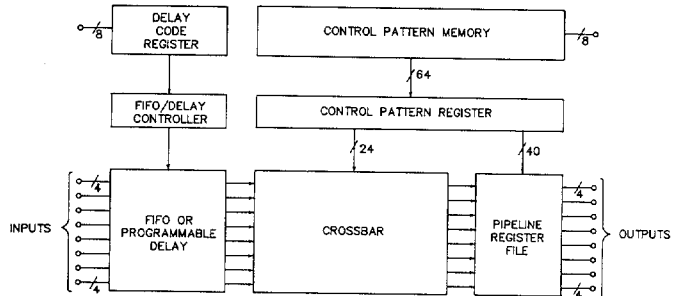 DELAY
CODE
REGISTER
8
CONTROL PATTERN MEMORY
8
64
FIFO/DELAY
CONTROLLER
CONTROL PATTERN REGISTER
24
40
4
4
INPUTS
FIFO OR
PROGRAMMABLE
DELAY
CROSSBAR
PIPELINE
REGISTER
FILE
OUTPUTS
4
4